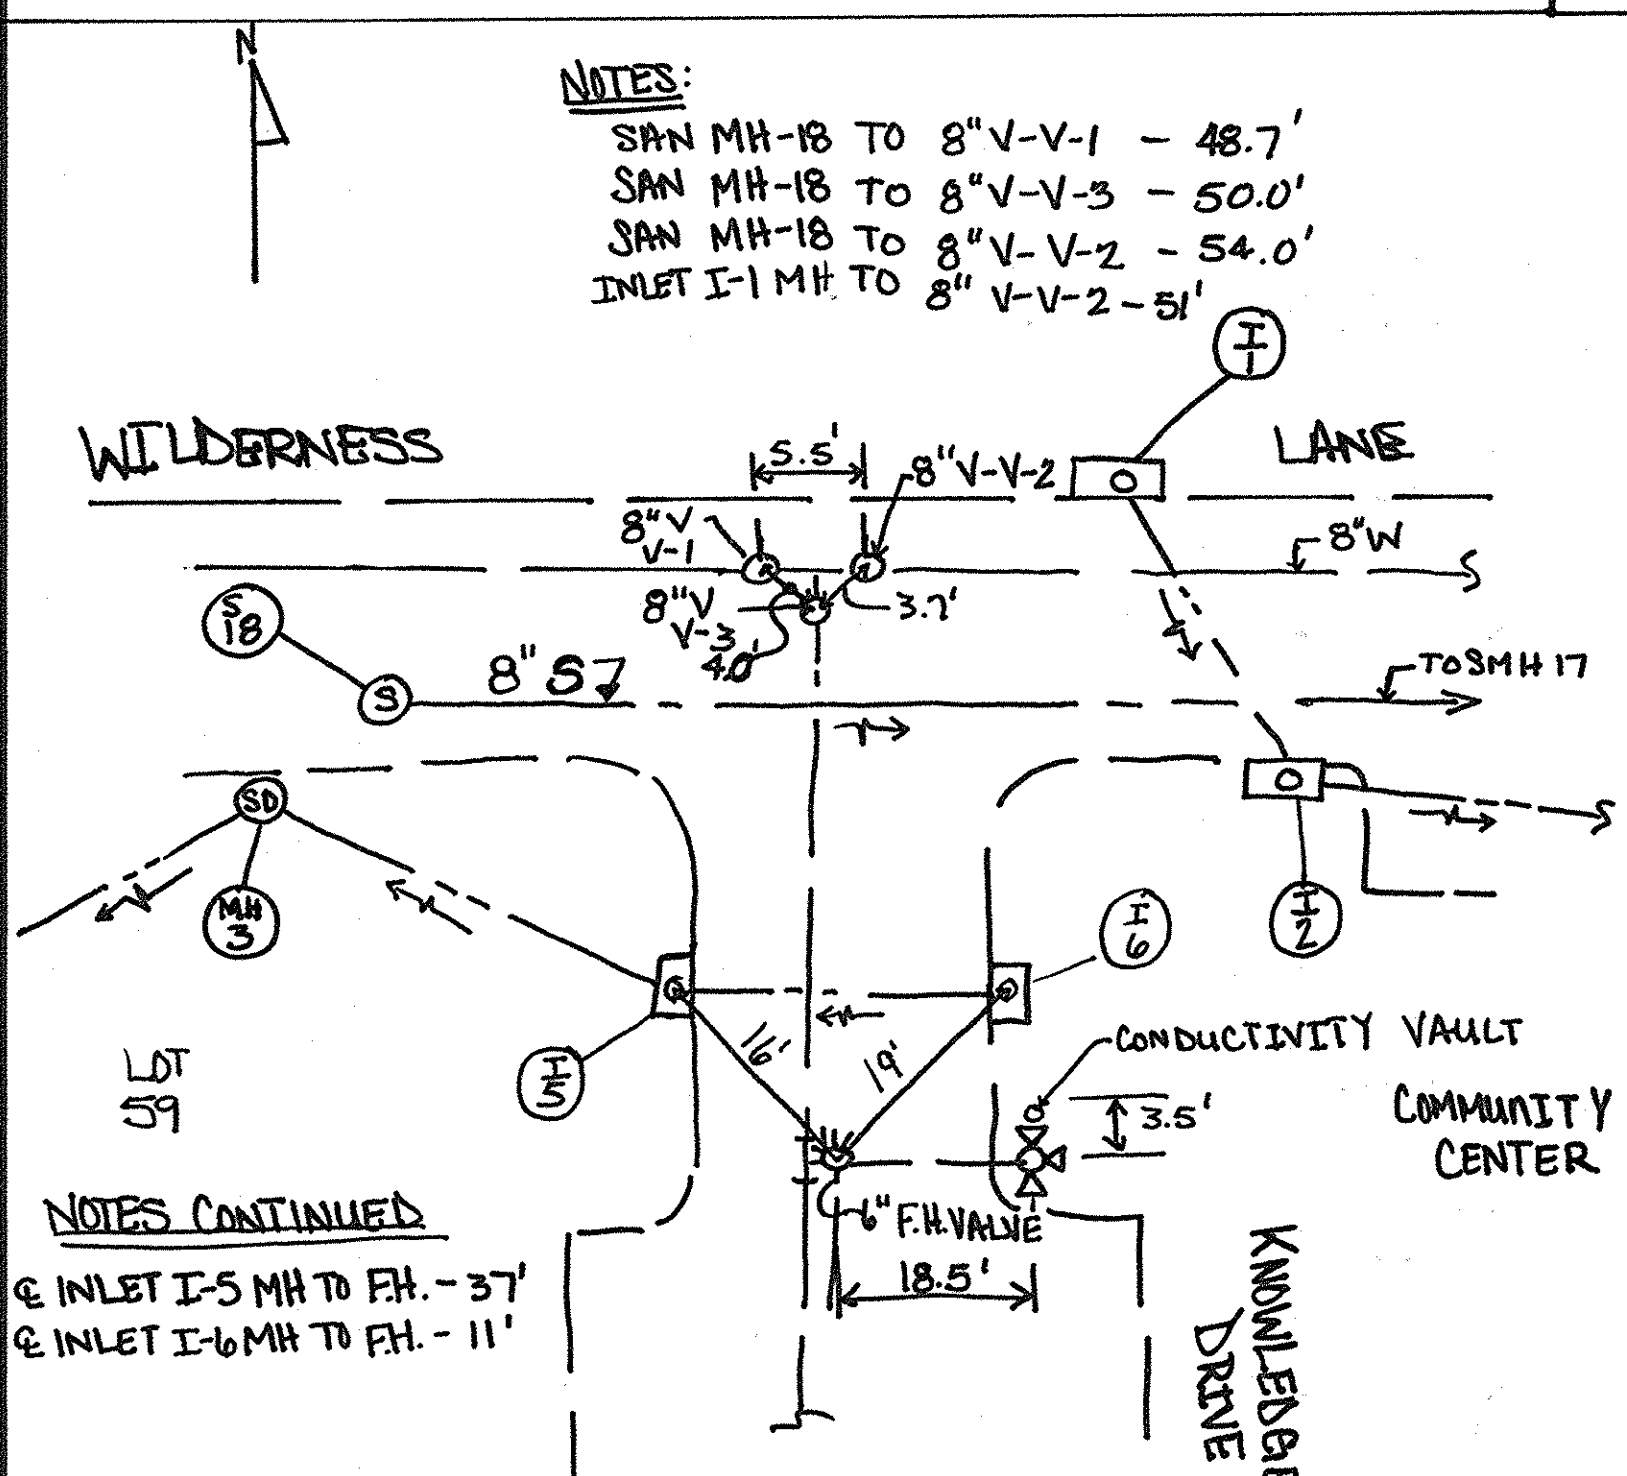 N
NOTES:
SAN MH-18 TO 8" V-V-1 - 48.7'
SAN MH-18 TO 8" V-V-3 - 50.0'
SAN MH-18 TO 8" V-V-2 - 54.0'
INLET I-1 MH TO 8" V-V-2 - 51'
I
1
WILDERNESS
LANE
5.5'
8" V-V-2
8" V
V-1
8" W
8" V
V-3
3.7'
4.0'
S
18
S
8" S
TO SMH 17
SD
MH
3
I
6
I
2
16'
19'
I
5
CONDUCTIVITY VAULT
3.5'
LOT
59
COMMUNITY
CENTER
6" F.H. VALVE
18.5'
NOTES CONTINUED
℄ INLET I-5 MH TO F.H. - 37'
℄ INLET I-6 MH TO F.H. - 11'
KNOWLEDGE
DRIVE